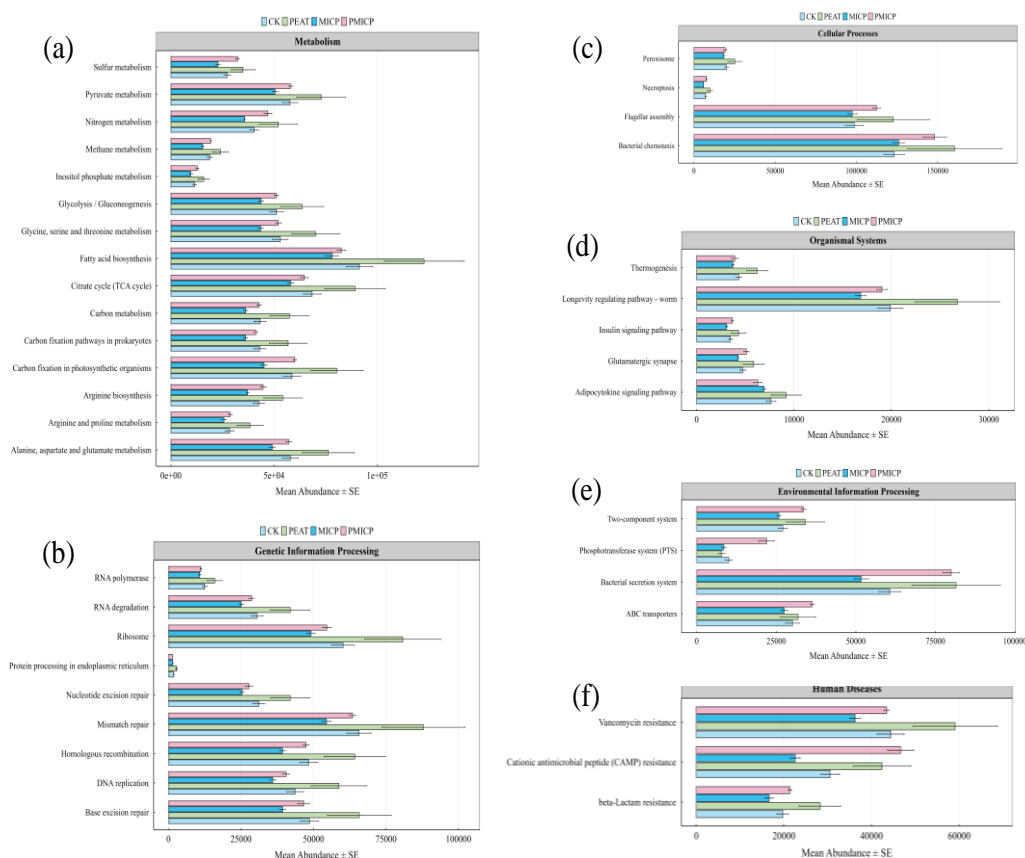 (a)
CK PEAT MICP PMICP
Metabolism
Sulfur metabolism
Pyruvate metabolism
Nitrogen metabolism
Methane metabolism
Inositol phosphate metabolism
Glycolysis / Gluconeogenesis
Glycine, serine and threonine metabolism
Fatty acid biosynthesis
Citrate cycle (TCA cycle)
Carbon metabolism
Carbon fixation pathways in prokaryotes
Carbon fixation in photosynthetic organisms
Arginine biosynthesis
Arginine and proline metabolism
Alanine, aspartate and glutamate metabolism
0e+00 5e+04 1e+05
Mean Abundance ± SE
(b)
CK PEAT MICP PMICP
Genetic Information Processing
RNA polymerase
RNA degradation
Ribosome
Protein processing in endoplasmic reticulum
Nucleotide excision repair
Mismatch repair
Homologous recombination
DNA replication
Base excision repair
0 25000 50000 75000 100000
Mean Abundance ± SE
(c)
CK PEAT MICP PMICP
Cellular Processes
Peroxisome
Necroptosis
Flagellar assembly
Bacterial chemotaxis
0 50000 100000 150000
Mean Abundance ± SE
(d)
CK PEAT MICP PMICP
Organismal Systems
Thermogenesis
Longevity regulating pathway - worm
Insulin signaling pathway
Glutamatergic synapse
Adipocytokine signaling pathway
0 10000 20000 30000
Mean Abundance ± SE
(e)
CK PEAT MICP PMICP
Environmental Information Processing
Two-component system
Phosphotransferase system (PTS)
Bacterial secretion system
ABC transporters
0 25000 50000 75000 100000
Mean Abundance ± SE
(f)
Human Diseases
Vancomycin resistance
Cationic antimicrobial peptide (CAMP) resistance
beta-Lactam resistance
0 20000 40000 60000
Mean Abundance ± SE